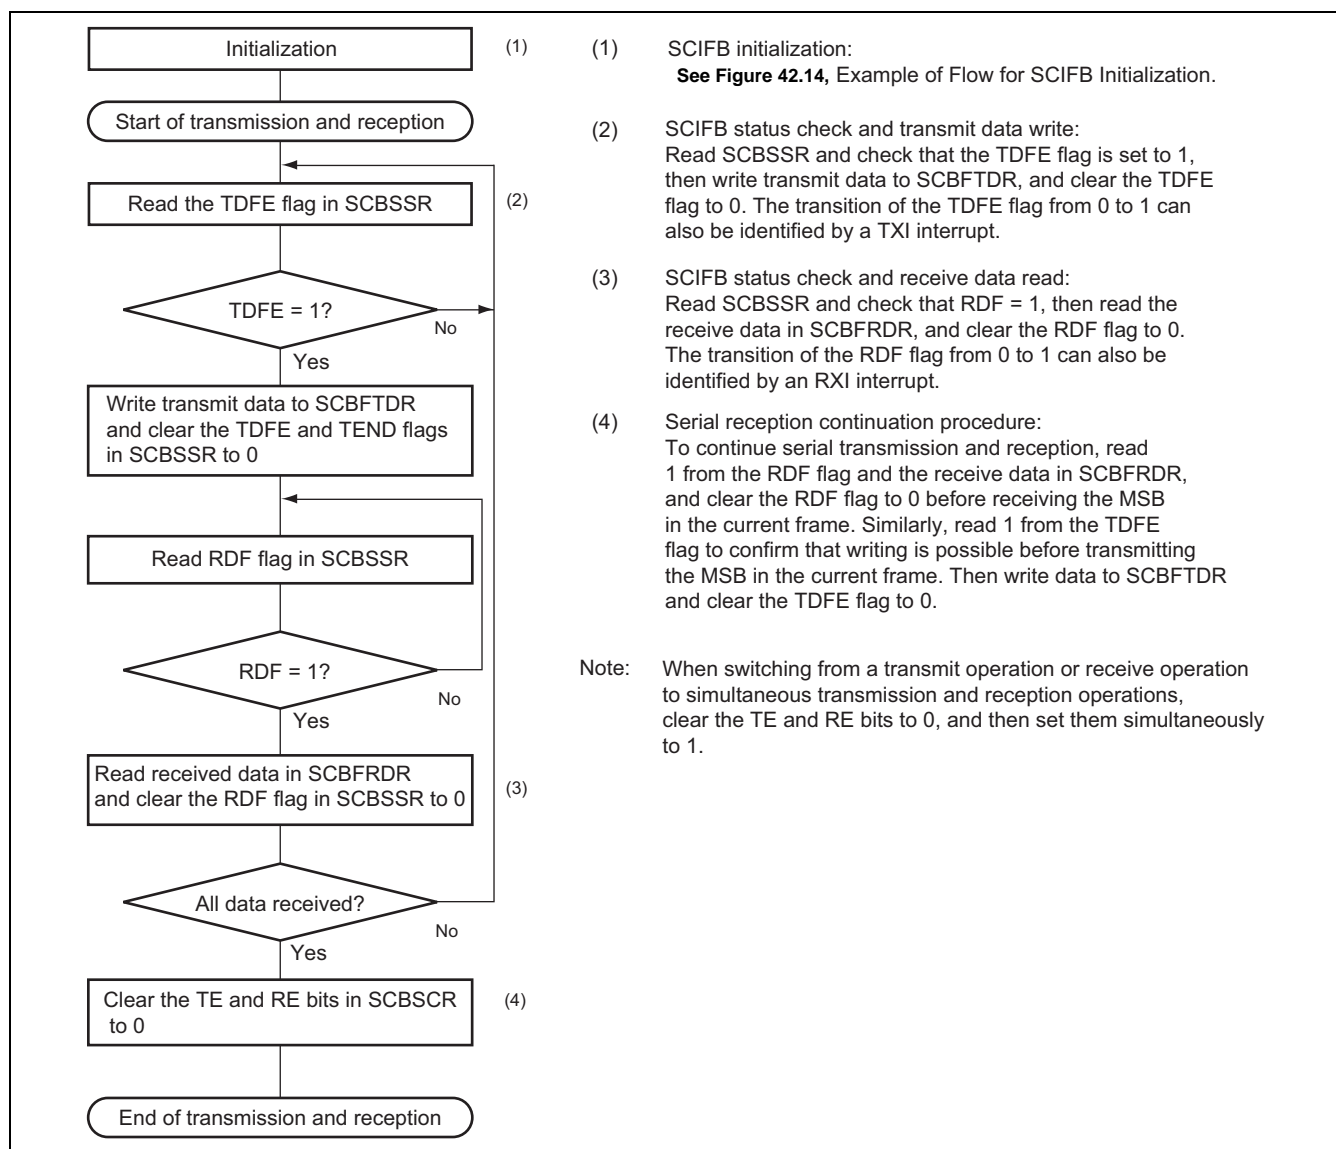 Initialization
(1)
Start of transmission and reception
Read the TDFE flag in SCBSSR
(2)
TDFE = 1?
No
Yes
Write transmit data to SCBFTDR
and clear the TDFE and TEND flags
in SCBSSR to 0
Read RDF flag in SCBSSR
RDF = 1?
No
Yes
Read received data in SCBFRDR
and clear the RDF flag in SCBSSR to 0
(3)
All data received?
No
Yes
Clear the TE and RE bits in SCBSCR
to 0
(4)
End of transmission and reception
(1) SCIFB initialization:
See Figure 42.14, Example of Flow for SCIFB Initialization.
(2) SCIFB status check and transmit data write:
Read SCBSSR and check that the TDFE flag is set to 1,
then write transmit data to SCBFTDR, and clear the TDFE
flag to 0. The transition of the TDFE flag from 0 to 1 can
also be identified by a TXI interrupt.
(3) SCIFB status check and receive data read:
Read SCBSSR and check that RDF = 1, then read the
receive data in SCBFRDR, and clear the RDF flag to 0.
The transition of the RDF flag from 0 to 1 can also be
identified by an RXI interrupt.
(4) Serial reception continuation procedure:
To continue serial transmission and reception, read
1 from the RDF flag and the receive data in SCBFRDR,
and clear the RDF flag to 0 before receiving the MSB
in the current frame. Similarly, read 1 from the TDFE
flag to confirm that writing is possible before transmitting
the MSB in the current frame. Then write data to SCBFTDR
and clear the TDFE flag to 0.
Note: When switching from a transmit operation or receive operation
to simultaneous transmission and reception operations,
clear the TE and RE bits to 0, and then set them simultaneously
to 1.